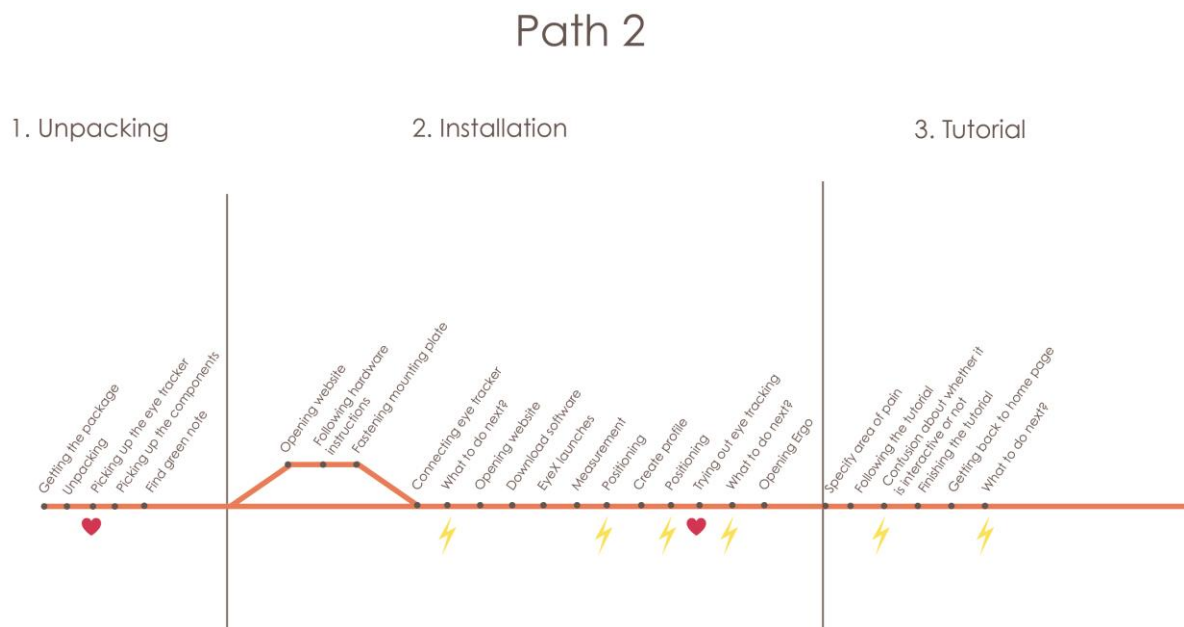 Path 2
1. Unpacking
2. Installation
3. Tutorial
Getting the package
Unpacking
Picking up the eye tracker
Picking up the components
Find green note
Opening website
Following hardware
instructions
Fastening mounting plate
Connecting eye tracker
What to do next?
Opening website
Download software
EyeX launches
Measurement
Positioning
Create profile
Positioning
Trying out eye tracking
What to do next?
Opening Ergo
Specify area of pain
Following the tutorial
Confusion about whether it
is interactive or not
Finishing the tutorial
Getting back to home page
What to do next?